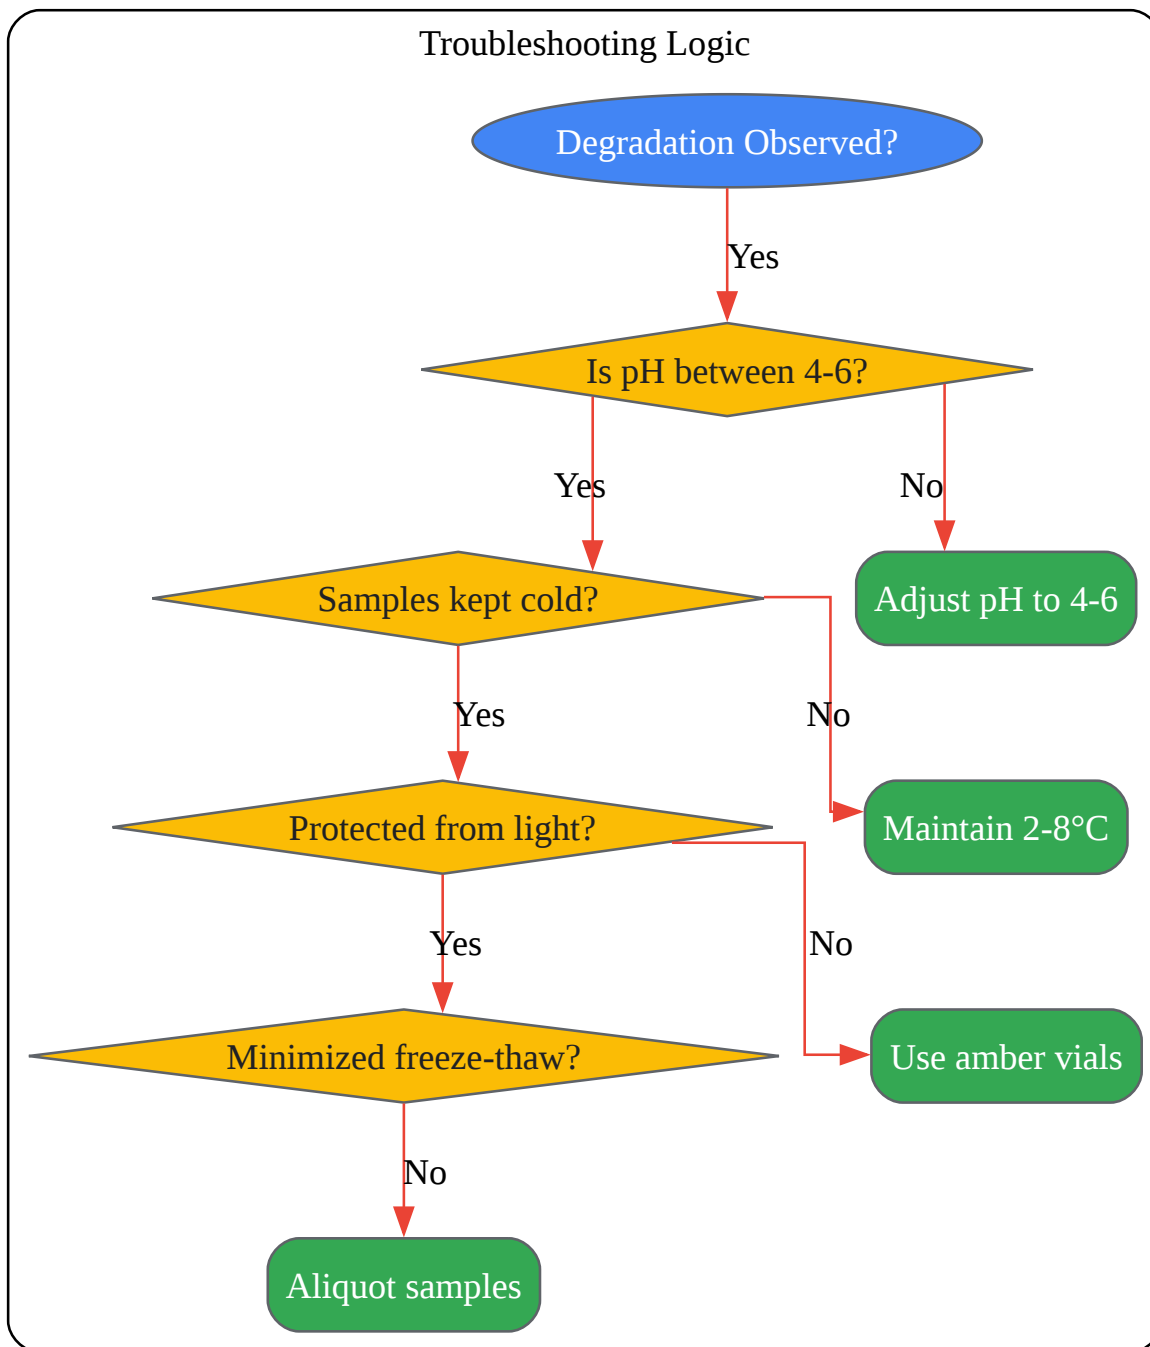 Troubleshooting Logic
Degradation Observed?
Yes
Is pH between 4-6?
Yes
No
Samples kept cold?
Adjust pH to 4-6
Yes
No
Protected from light?
Maintain 2-8°C
Yes
No
Minimized freeze-thaw?
Use amber vials
No
Aliquot samples